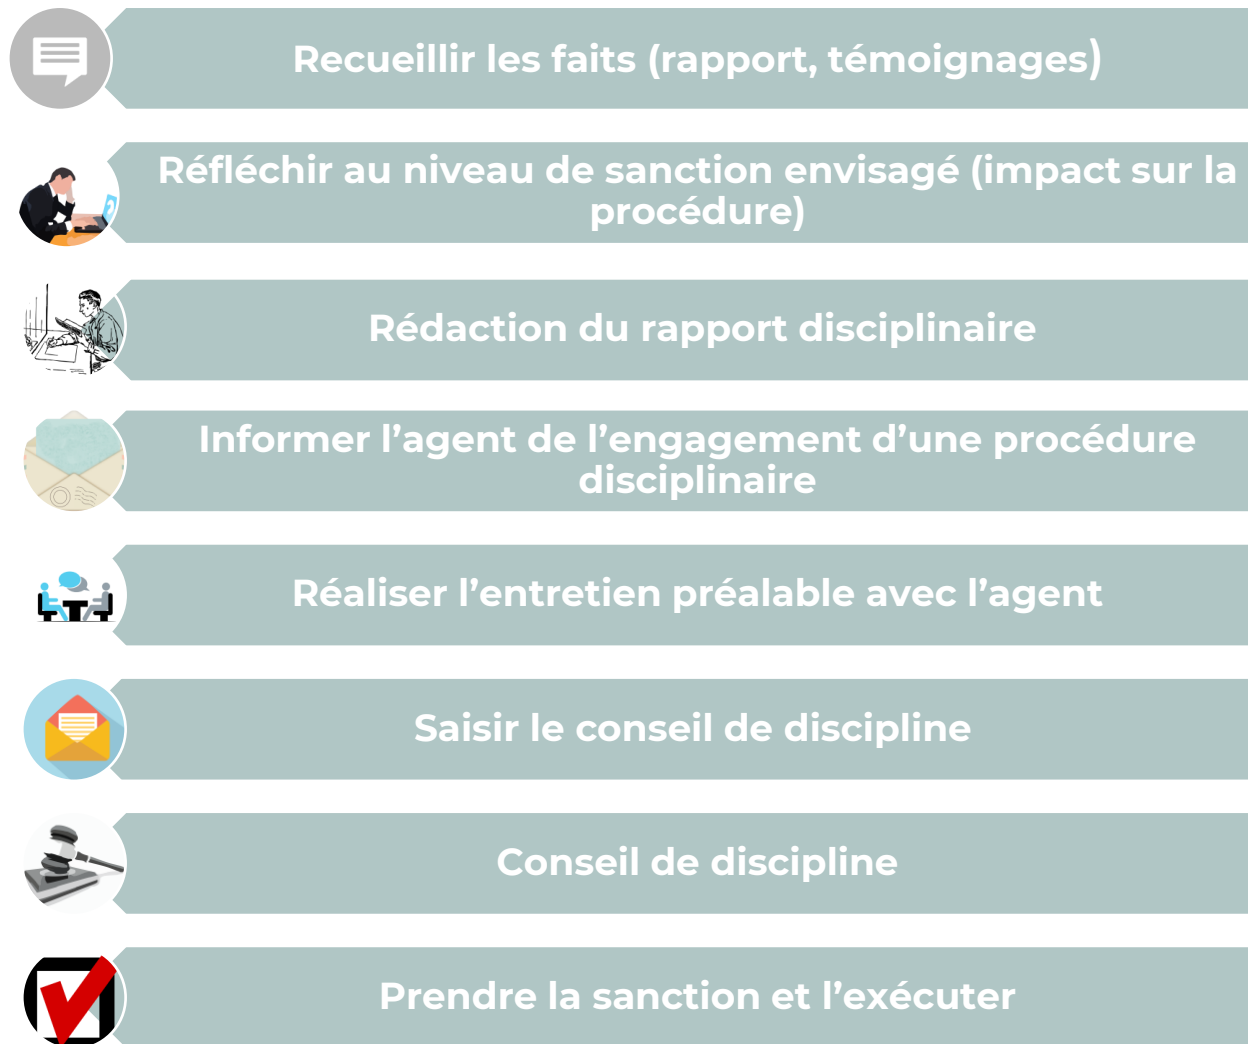 Recueillir les faits (rapport, témoignages)
Réfléchir au niveau de sanction envisagé (impact sur la
procédure)
Rédaction du rapport disciplinaire
Informer l’agent de l’engagement d’une procédure
disciplinaire
Réaliser l’entretien préalable avec l’agent
Saisir le conseil de discipline
Conseil de discipline
Prendre la sanction et l’exécuter